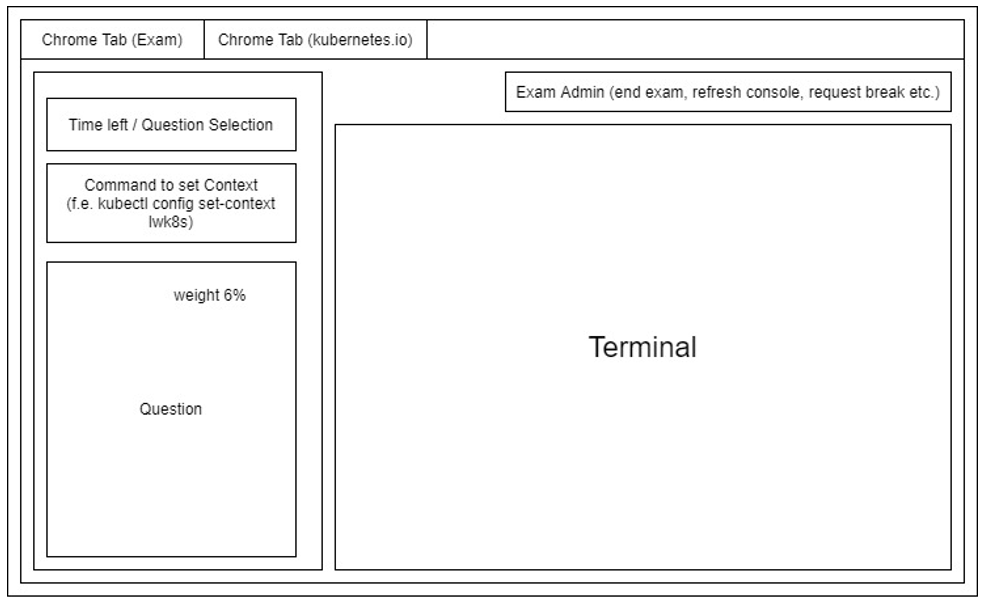 Chrome Tab (Exam)
Chrome Tab (kubernetes.io)
Exam Admin (end exam, refresh console, request break etc.)
Time left / Question Selection
Command to set Context
(f.e. kubectl config set-context
lwk8s)
weight 6%
Question
Terminal